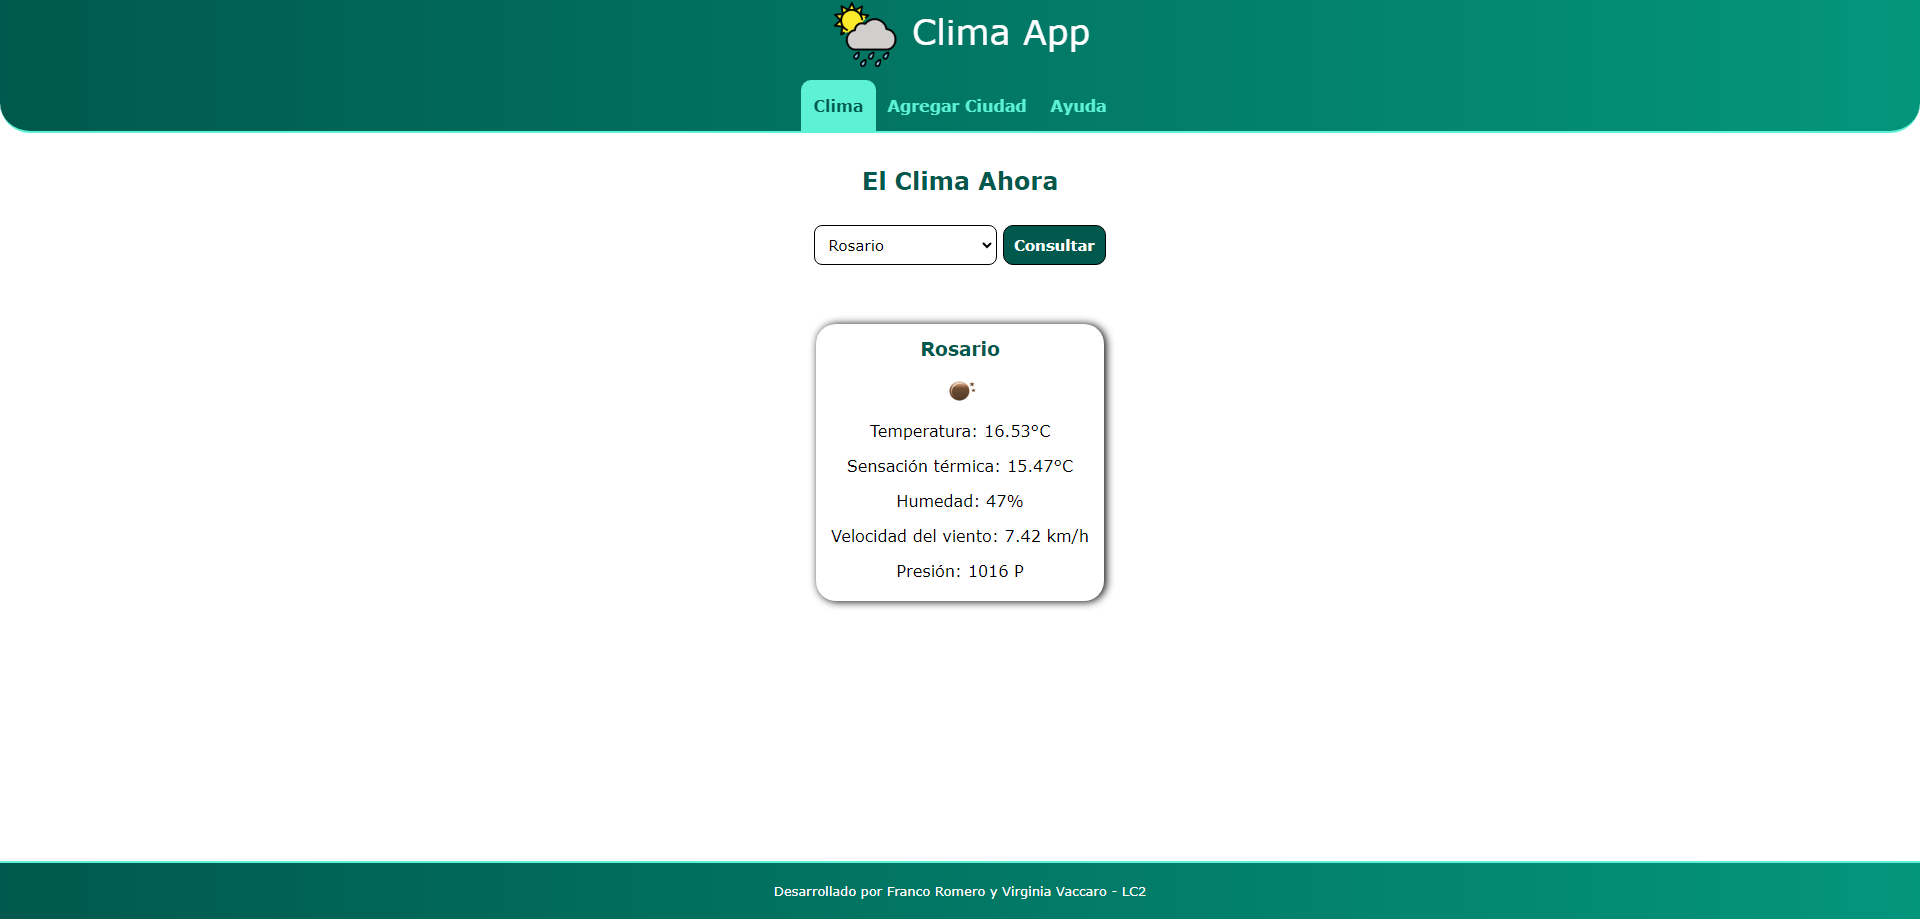 Clima App
Clima Agregar Ciudad Ayuda
El Clima Ahora
Rosario Consultar
Rosario
Temperatura: 16.53°C
Sensación térmica: 15.47°C
Humedad: 47%
Velocidad del viento: 7.42 km/h
Presión: 1016 P
Desarrollado por Franco Romero y Virginia Vaccaro - LC2